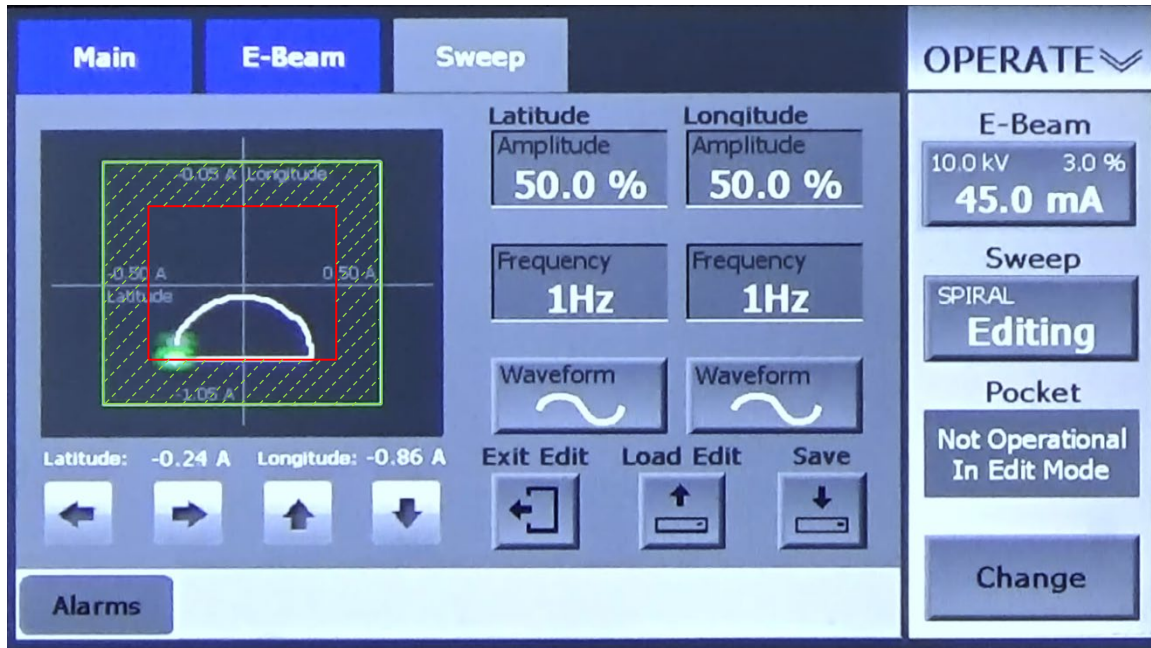 Main
E-Beam
Sweep
OPERATE
Latitude
Longitude
Amplitude
50.0 %
Amplitude
50.0 %
E-Beam
10.0 kV 3.0 %
45.0 mA
-0.05 A Longitude
-0.50 A
0.50 A
Latitude
-1.05 A
Frequency
1Hz
Frequency
1Hz
Sweep
SPIRAL
Editing
Waveform
Waveform
Pocket
Not Operational
In Edit Mode
Latitude: -0.24 A Longitude: -0.86 A
Exit Edit
Load Edit
Save
Change
Alarms